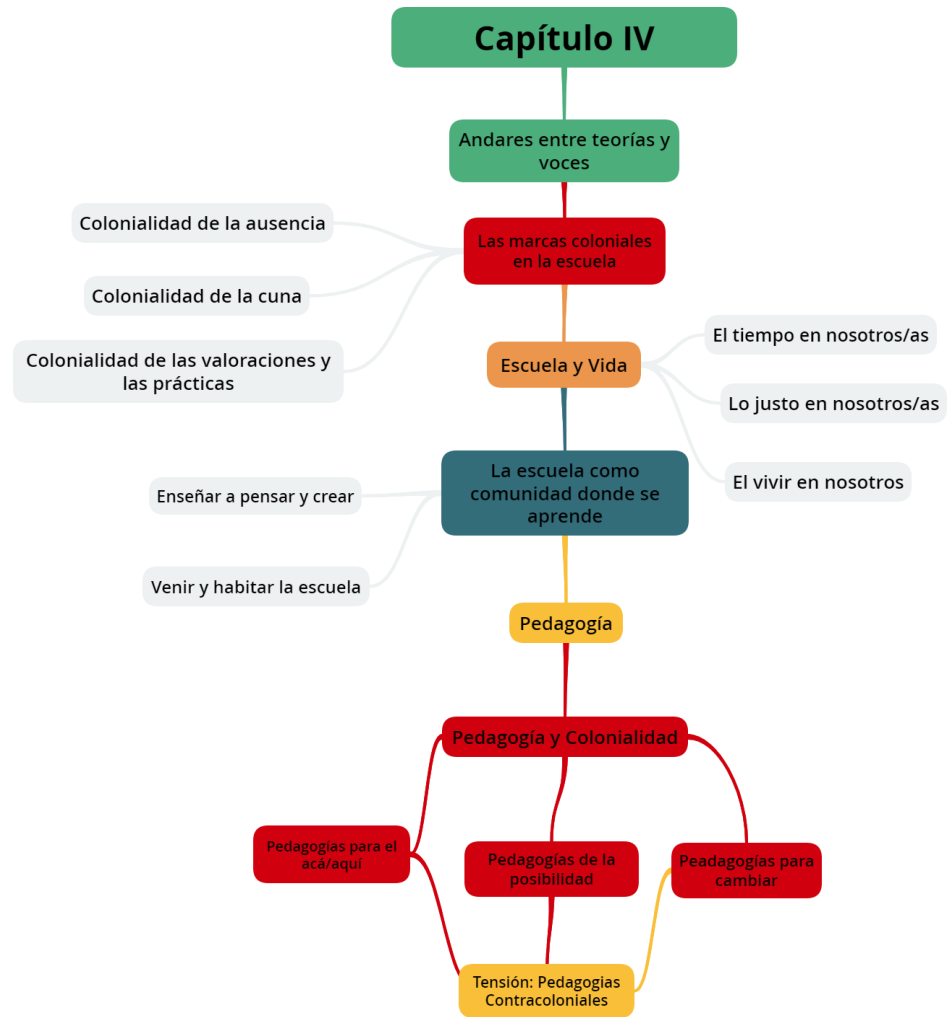 Capítulo IV
Andares entre teorías y
voces
Las marcas coloniales
en la escuela
Colonialidad de la ausencia
Colonialidad de la cuna
Colonialidad de las valoraciones y
las prácticas
Escuela y Vida
El tiempo en nosotros/as
Lo justo en nosotros/as
El vivir en nosotros
La escuela como
comunidad donde se
aprende
Enseñar a pensar y crear
Venir y habitar la escuela
Pedagogía
Pedagogía y Colonialidad
Pedagogías para el
acá/aquí
Pedagogías de la
posibilidad
Peadagogías para
cambiar
Tensión: Pedagogias
Contracoloniales